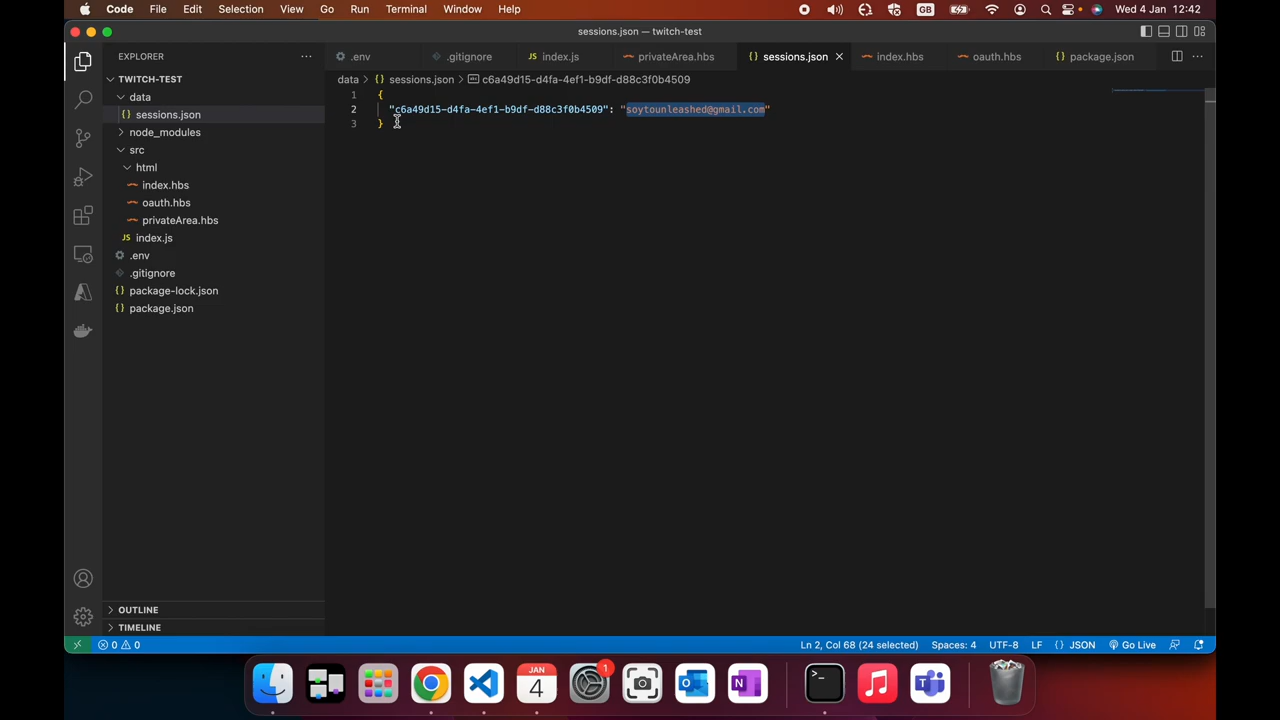 Code File Edit Selection View Go Run Terminal Window Help GB Wed 4 Jan 12:42
sessions.json — twitch-test
EXPLORER
.env .gitignore index.js privateArea.hbs sessions.json index.hbs oauth.hbs package.json
TWITCH-TEST
data > {} sessions.json > abc c6a49d15-d4fa-4ef1-b9df-d88c3f0b4509
data
{} sessions.json
node_modules
src
html
index.hbs
oauth.hbs
privateArea.hbs
JS index.js
.env
.gitignore
{} package-lock.json
{} package.json
1 {
2 "c6a49d15-d4fa-4ef1-b9df-d88c3f0b4509": "soytounleashed@gmail.com"
3 }
OUTLINE
TIMELINE
0 0 Ln 2, Col 68 (24 selected) Spaces: 4 UTF-8 LF {} JSON Go Live
JAN
4
1